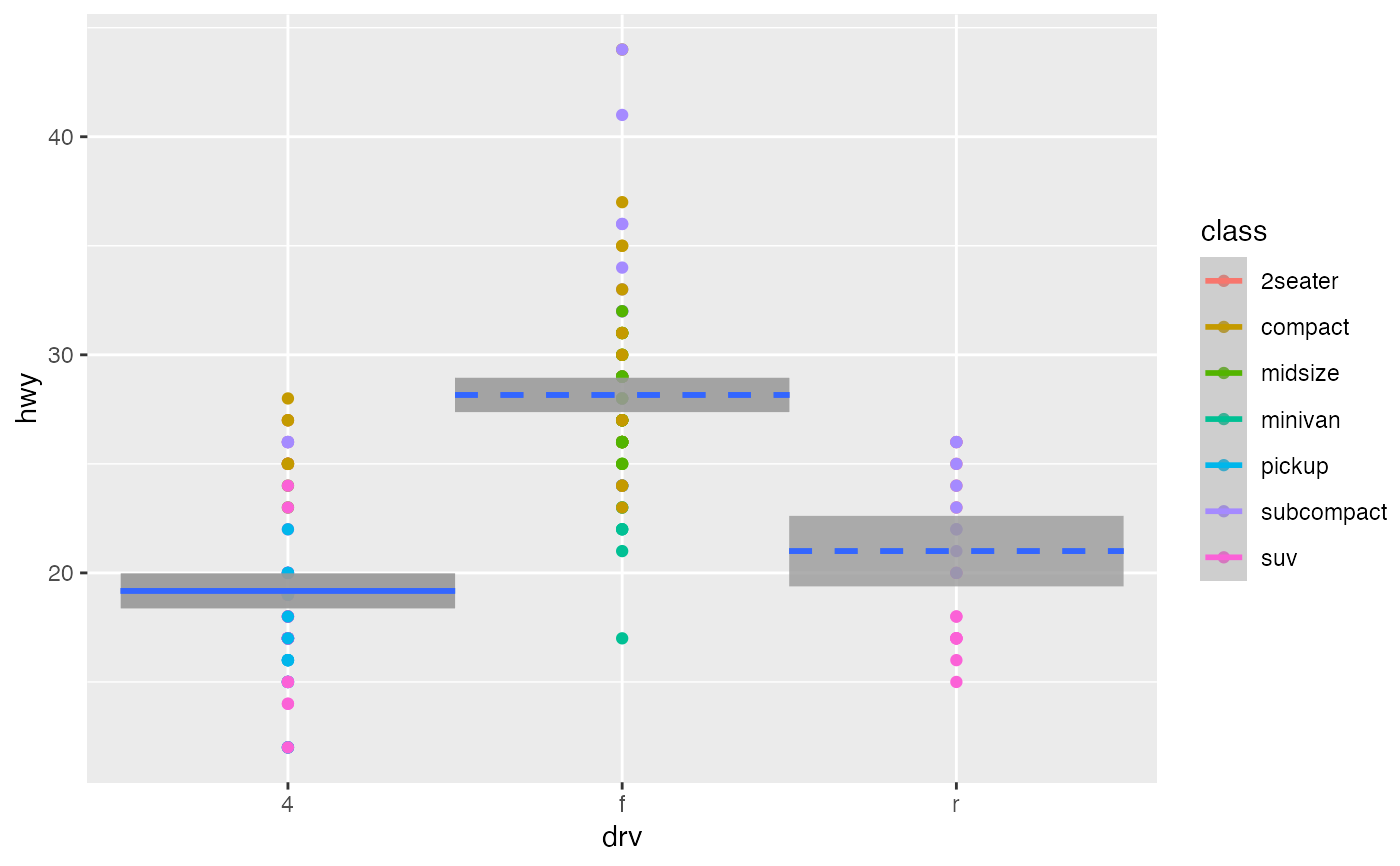 40
30
20
hwy
4 f r
drv
class
2seater
compact
midsize
minivan
pickup
subcompact
suv